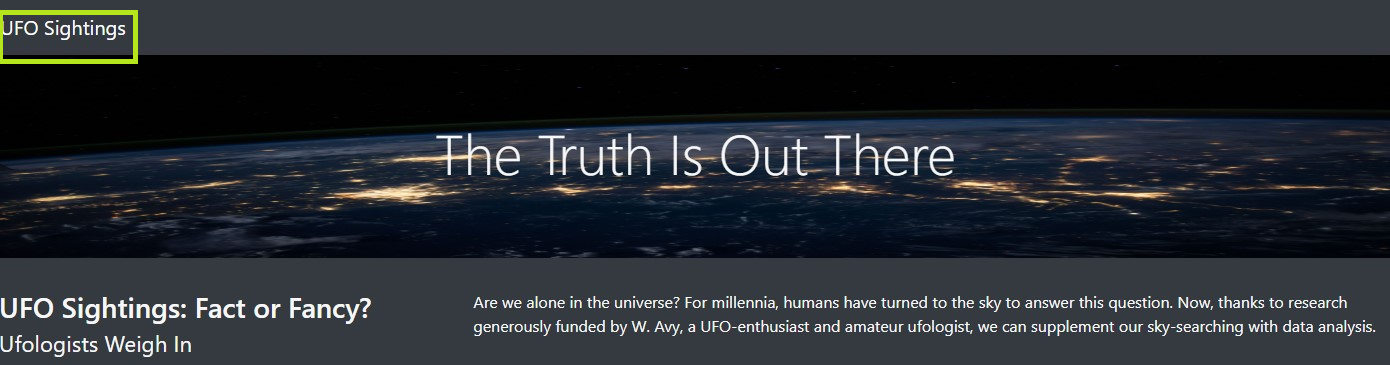 UFO Sightings
The Truth Is Out There
UFO Sightings: Fact or Fancy?
Ufologists Weigh In
Are we alone in the universe? For millennia, humans have turned to the sky to answer this question. Now, thanks to research
generously funded by W. Avy, a UFO-enthusiast and amateur ufologist, we can supplement our sky-searching with data analysis.